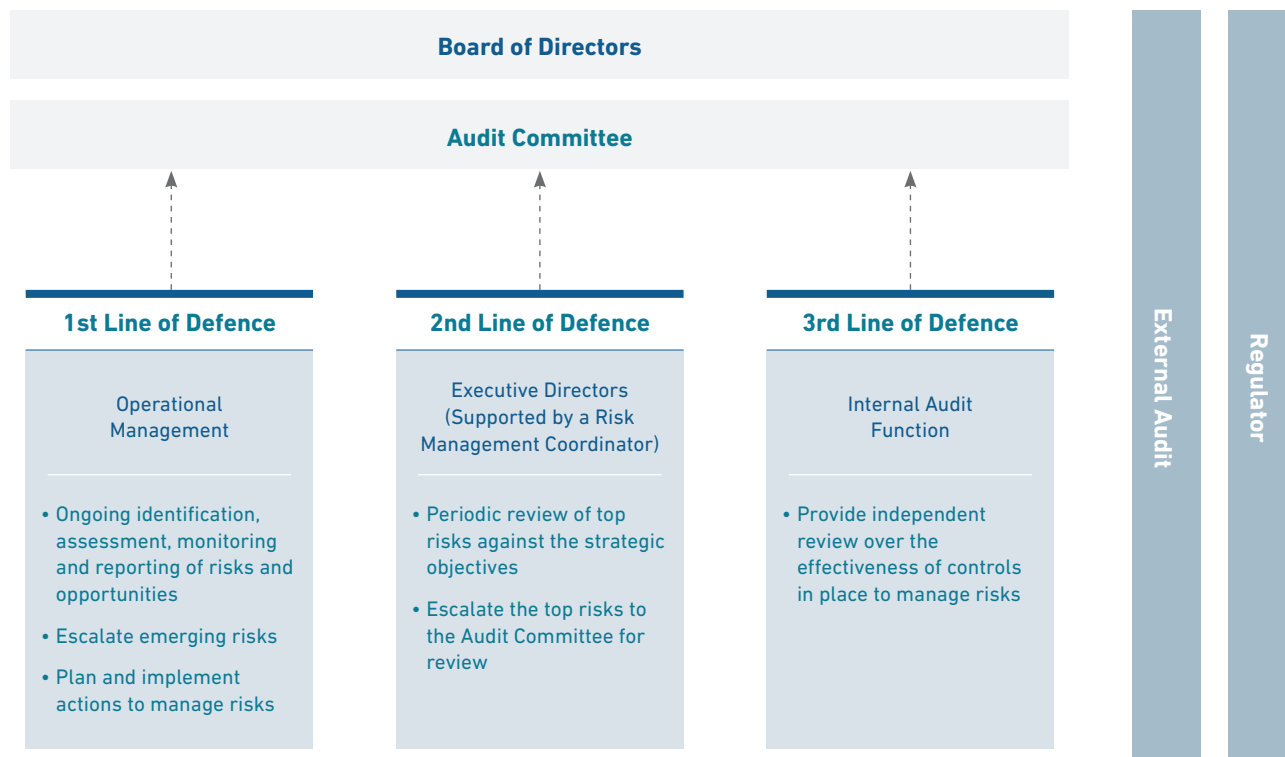 Board of Directors
Audit Committee
1st Line of Defence
Operational
Management
• Ongoing identification,
assessment, monitoring
and reporting of risks and
opportunities
• Escalate emerging risks
• Plan and implement
actions to manage risks
2nd Line of Defence
Executive Directors
(Supported by a Risk
Management Coordinator)
• Periodic review of top
risks against the strategic
objectives
• Escalate the top risks to
the Audit Committee for
review
3rd Line of Defence
Internal Audit
Function
• Provide independent
review over the
effectiveness of controls
in place to manage risks
External Audit
Regulator